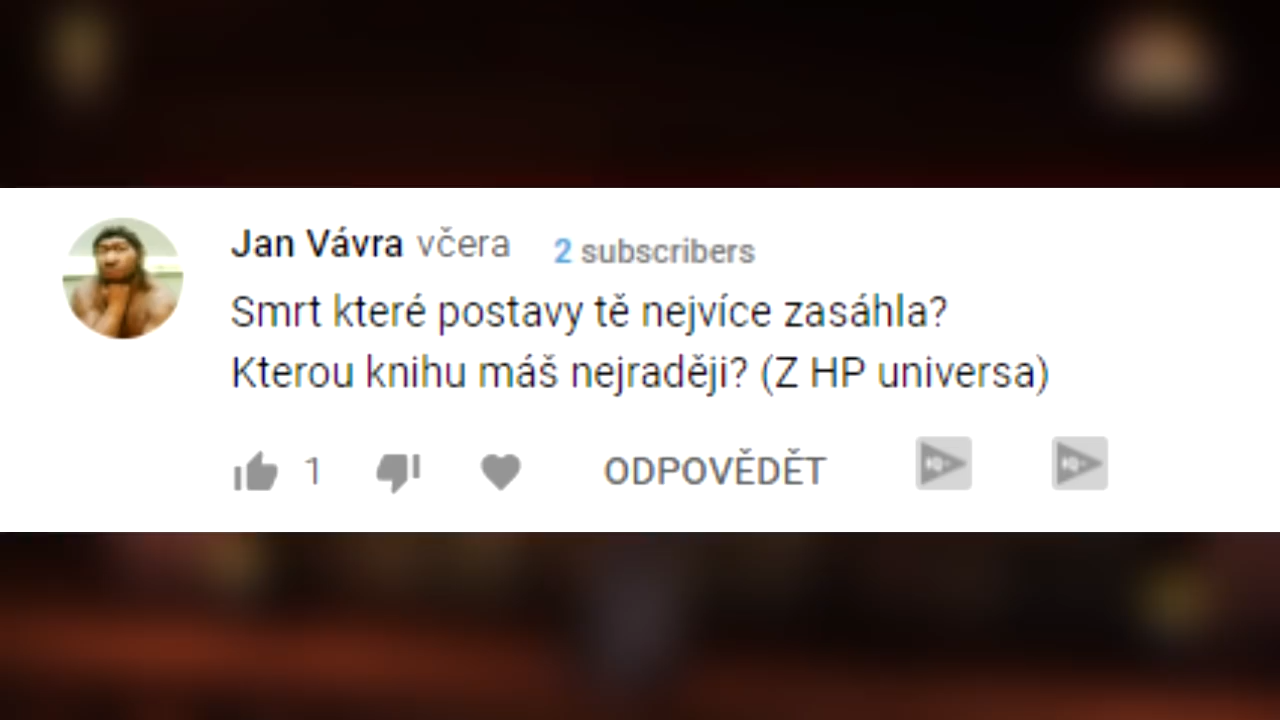 Jan Vávra včera 2 subscribers
Smrt které postavy tě nejvíce zasáhla?
Kterou knihu máš nejraději? (Z HP universa)
1 ODPOVĚDĚT